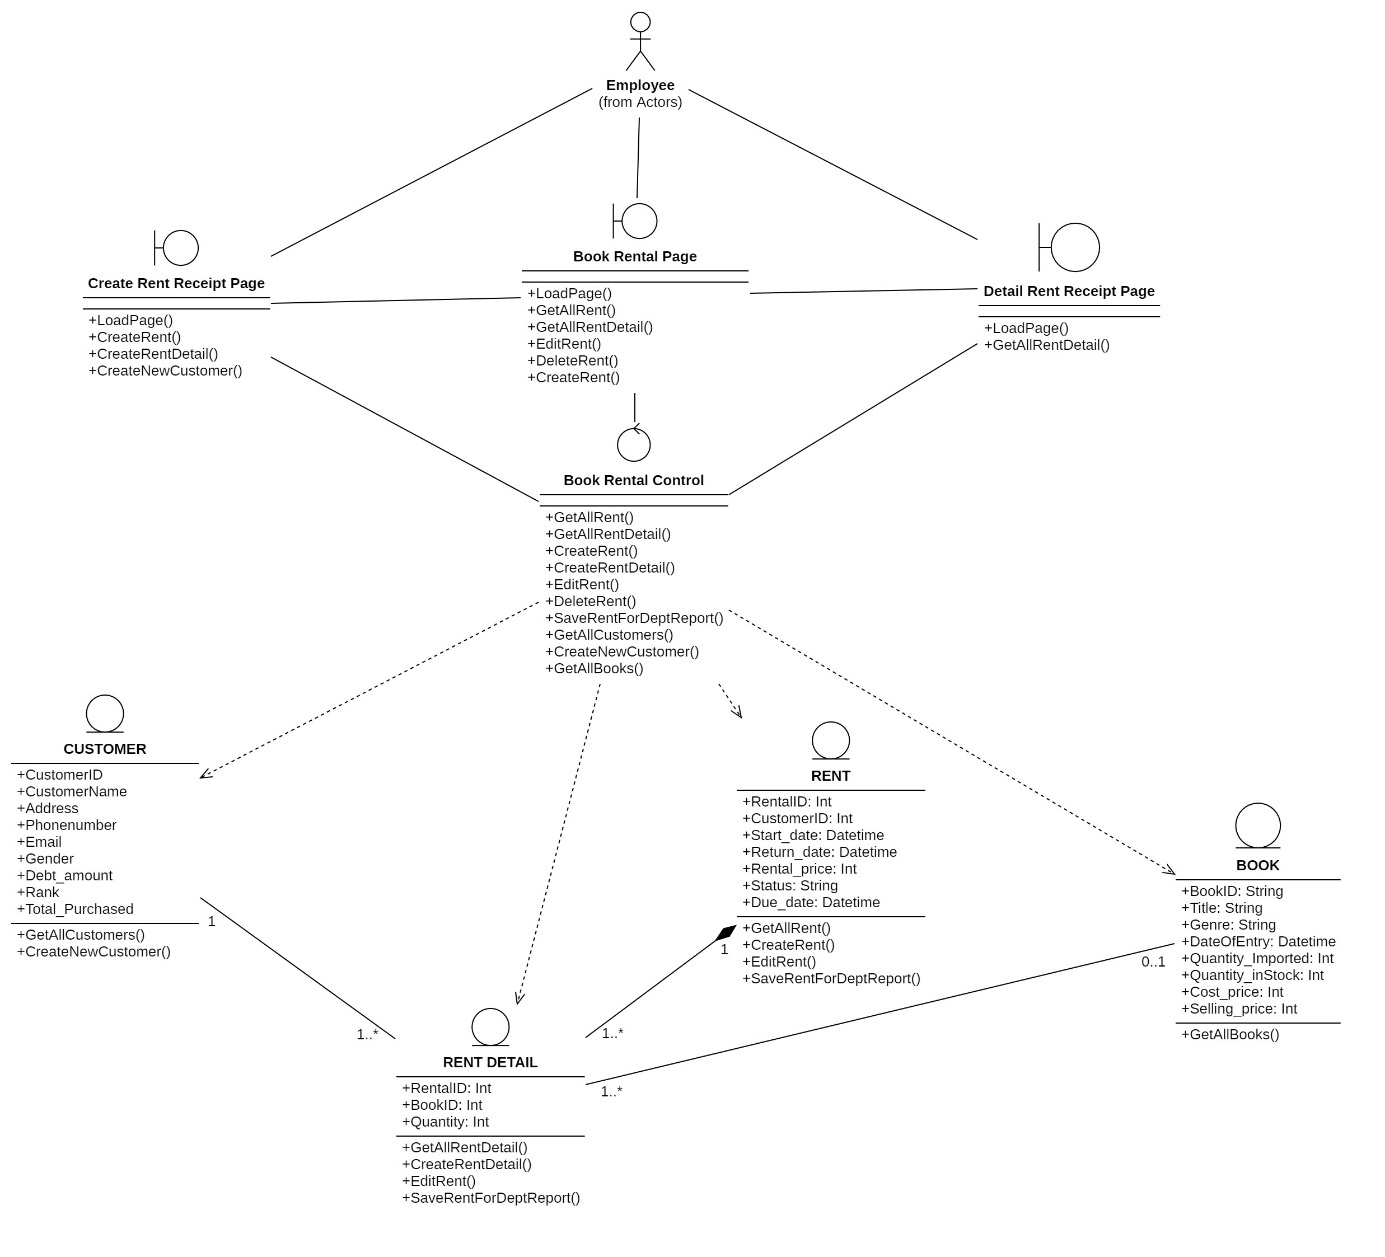 Employee
(from Actors)
Create Rent Receipt Page
+LoadPage()
+CreateRent()
+CreateRentDetail()
+CreateNewCustomer()
Book Rental Page
+LoadPage()
+GetAllRent()
+GetAllRentDetail()
+EditRent()
+DeleteRent()
+CreateRent()
Detail Rent Receipt Page
+LoadPage()
+GetAllRentDetail()
Book Rental Control
+GetAllRent()
+GetAllRentDetail()
+CreateRent()
+CreateRentDetail()
+EditRent()
+DeleteRent()
+SaveRentForDeptReport()
+GetAllCustomers()
+CreateNewCustomer()
+GetAllBooks()
CUSTOMER
+CustomerID
+CustomerName
+Address
+Phonenumber
+Email
+Gender
+Debt_amount
+Rank
+Total_Purchased
+GetAllCustomers()
+CreateNewCustomer()
1
1..*
RENT
+RentalID: Int
+CustomerID: Int
+Start_date: Datetime
+Return_date: Datetime
+Rental_price: Int
+Status: String
+Due_date: Datetime
+GetAllRent()
+CreateRent()
+EditRent()
+SaveRentForDeptReport()
1
1..*
BOOK
+BookID: String
+Title: String
+Genre: String
+DateOfEntry: Datetime
+Quantity_Imported: Int
+Quantity_inStock: Int
+Cost_price: Int
+Selling_price: Int
+GetAllBooks()
0..1
1..*
RENT DETAIL
+RentalID: Int
+BookID: Int
+Quantity: Int
+GetAllRentDetail()
+CreateRentDetail()
+EditRent()
+SaveRentForDeptReport()